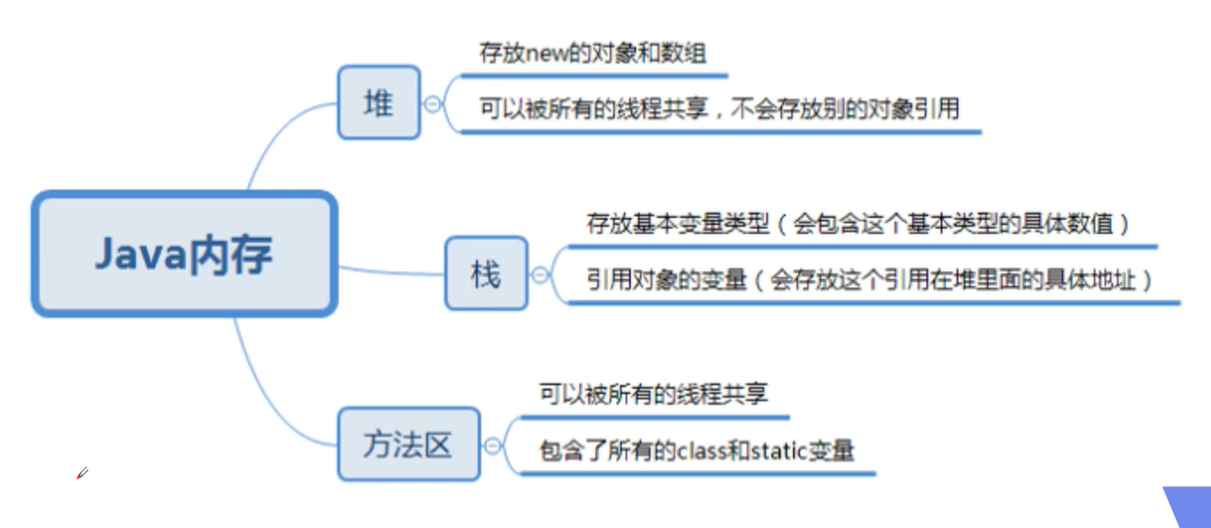 存放new的对象和数组
堆
可以被所有的线程共享，不会存放别的对象引用
Java内存
存放基本变量类型（会包含这个基本类型的具体数值）
栈
引用对象的变量（会存放这个引用在堆里面的具体地址）
可以被所有的线程共享
方法区
包含了所有的class和static变量